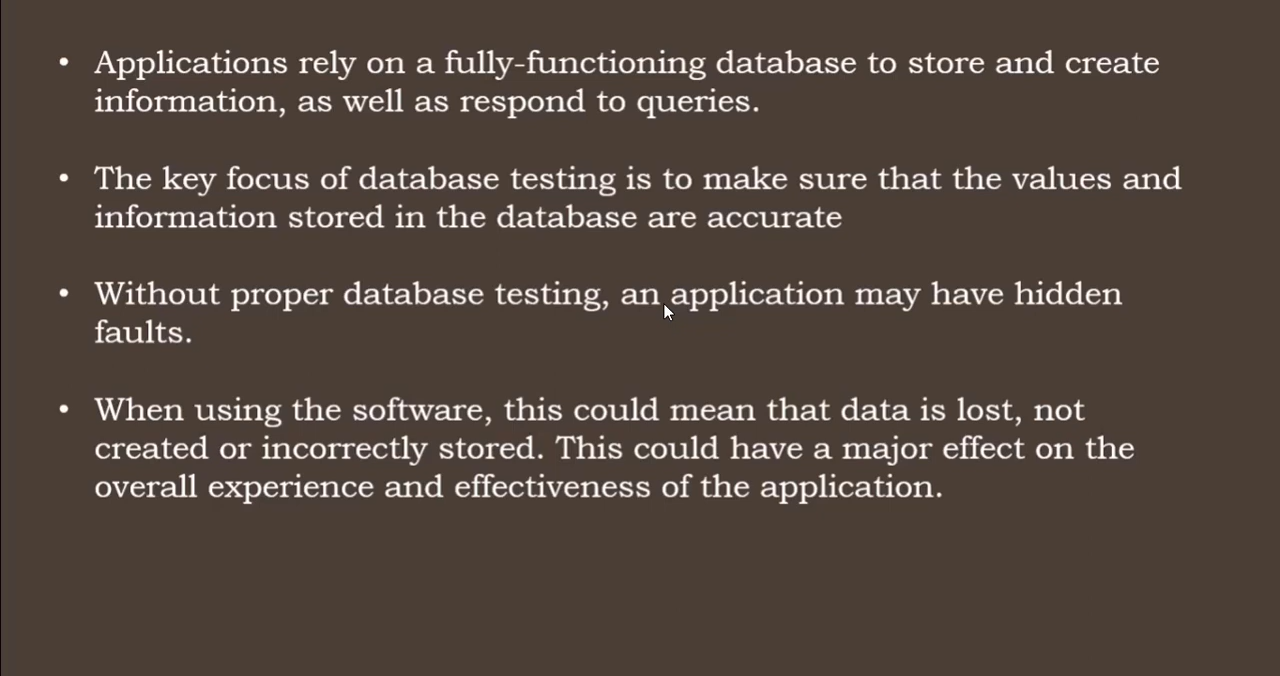 • Applications rely on a fully-functioning database to store and create
information, as well as respond to queries.
• The key focus of database testing is to make sure that the values and
information stored in the database are accurate
• Without proper database testing, an application may have hidden
faults.
• When using the software, this could mean that data is lost, not
created or incorrectly stored. This could have a major effect on the
overall experience and effectiveness of the application.